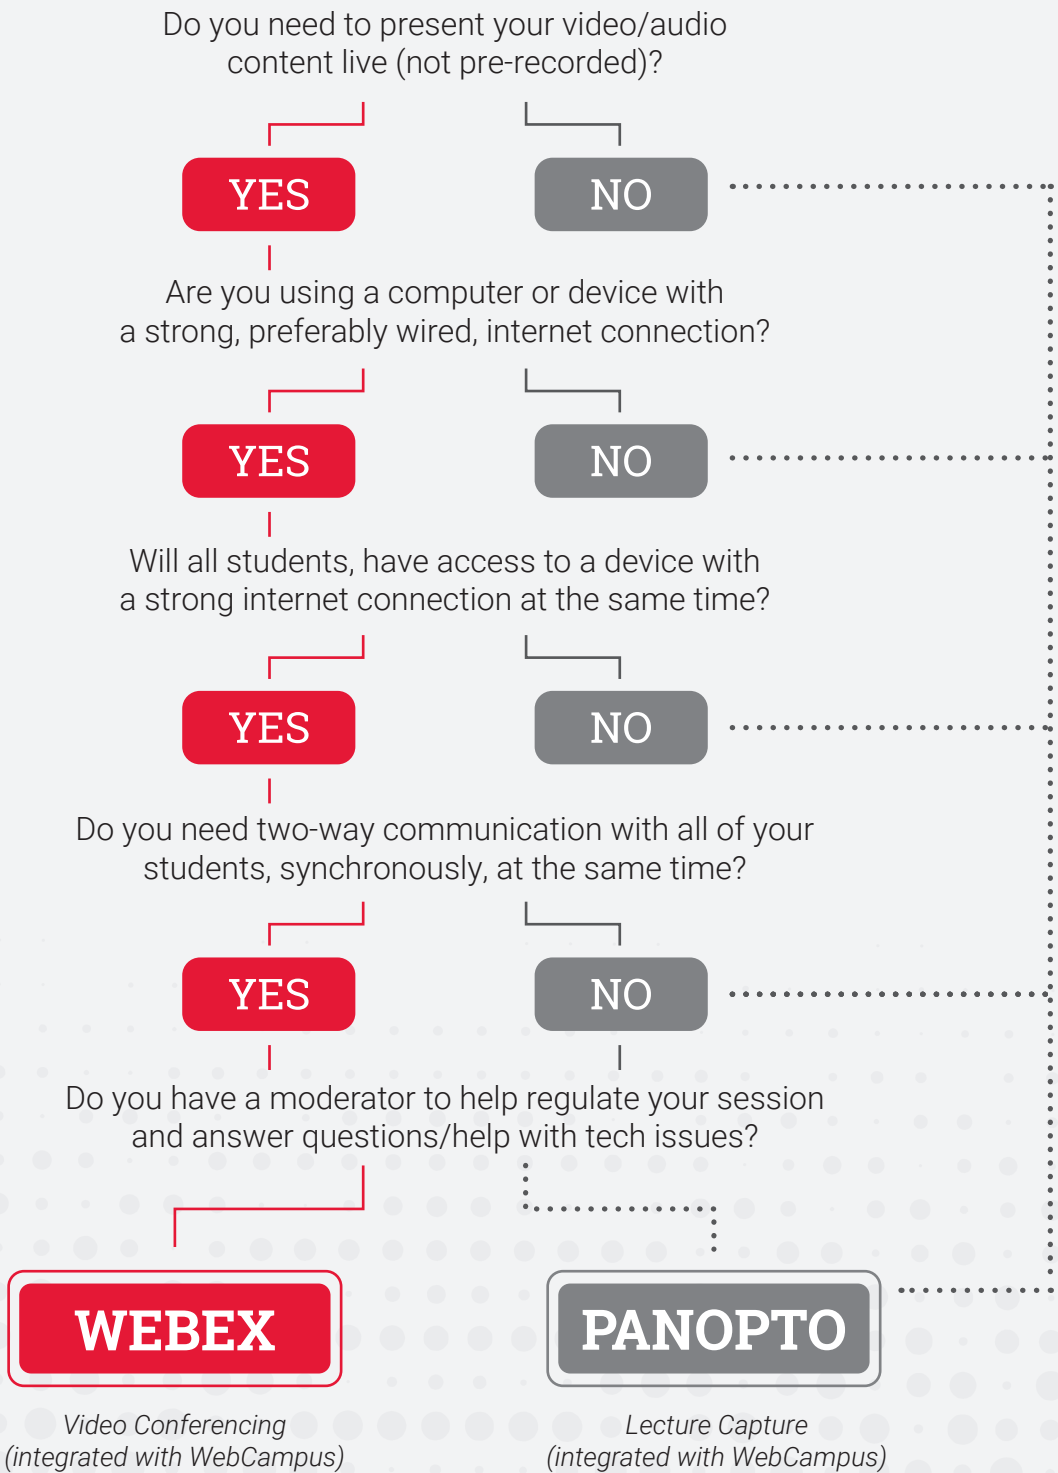 Do you need to present your video/audio
content live (not pre-recorded)?
YES
NO
Are you using a computer or device with
a strong, preferably wired, internet connection?
YES
NO
Will all students, have access to a device with
a strong internet connection at the same time?
YES
NO
Do you need two-way communication with all of your
students, synchronously, at the same time?
YES
NO
Do you have a moderator to help regulate your session
and answer questions/help with tech issues?
WEBEX
PANOPTO
Video Conferencing
(integrated with WebCampus)
Lecture Capture
(integrated with WebCampus)